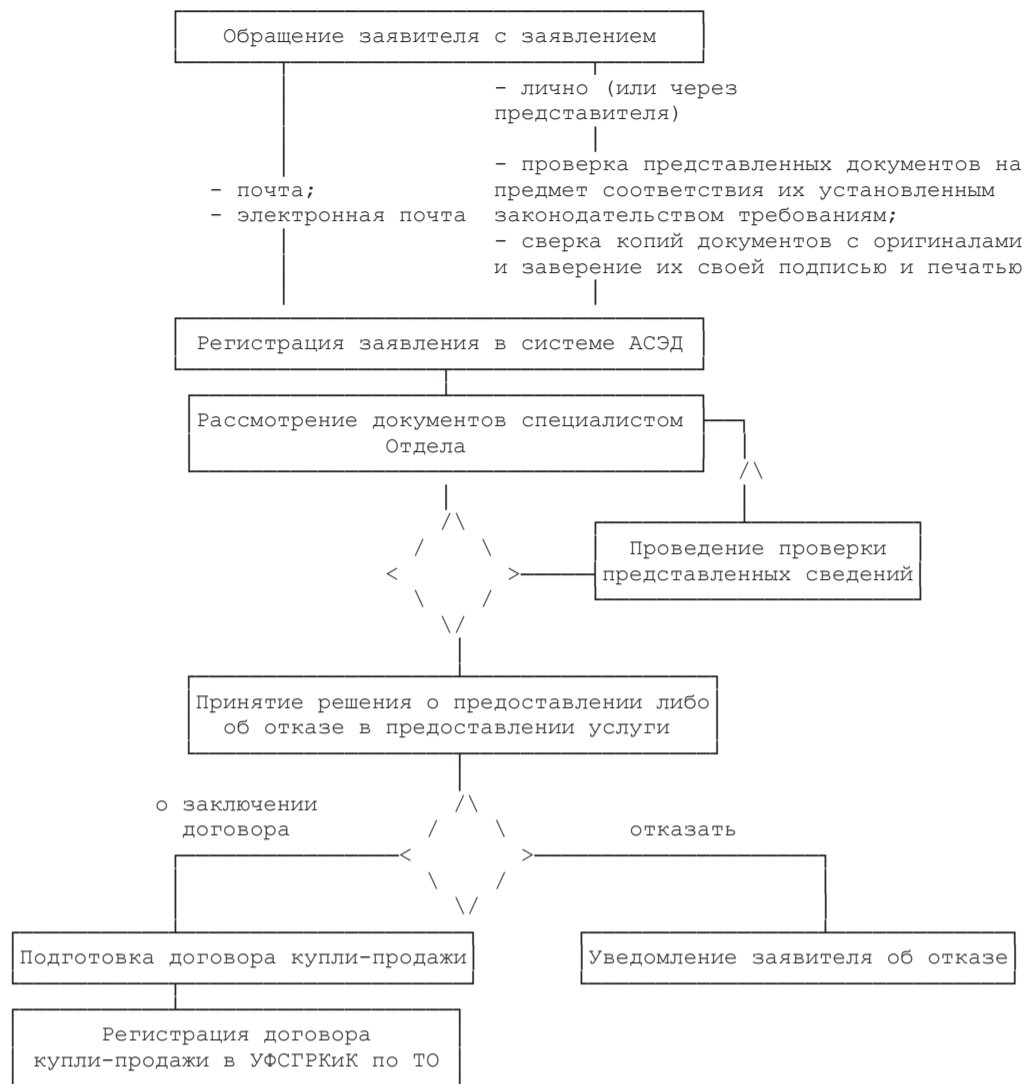 Обращение заявителя с заявлением
- лично (или через
представителя)
- почта;
- электронная почта
- проверка представленных документов на
предмет соответствия их установленным
законодательством требованиям;
- сверка копий документов с оригиналами
и заверение их своей подписью и печатью
Регистрация заявления в системе АСЭД
Рассмотрение документов специалистом
Отдела
Проведение проверки
представленных сведений
Принятие решения о предоставлении либо
об отказе в предоставлении услуги
о заключении
договора
отказать
Подготовка договора купли-продажи
Уведомление заявителя об отказе
Регистрация договора
купли-продажи в УФСГРКиК по ТО